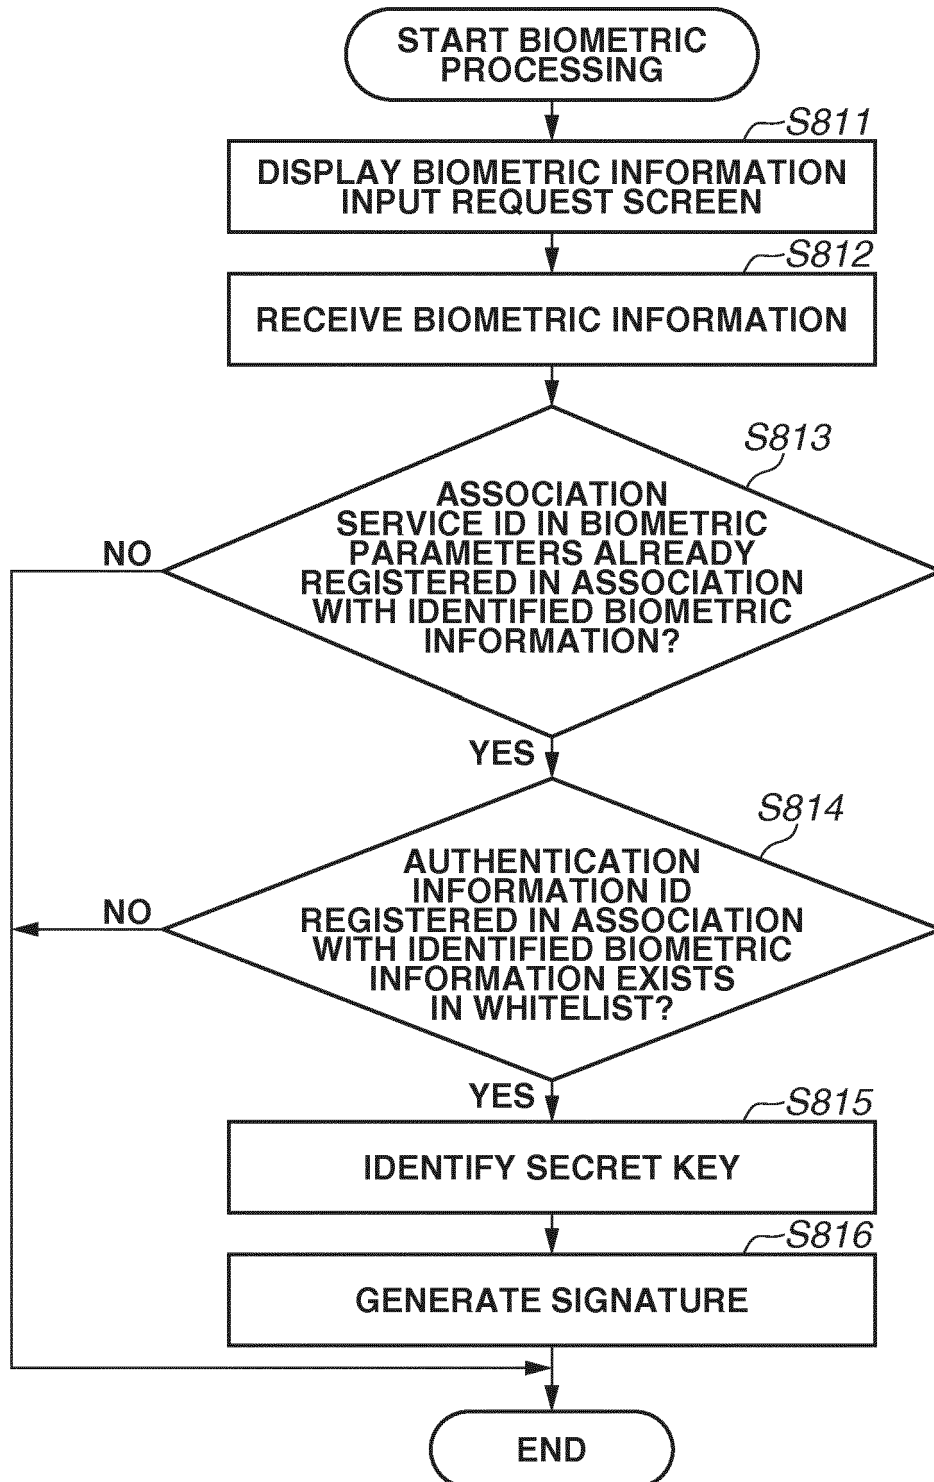 START BIOMETRIC
PROCESSING
S811
DISPLAY BIOMETRIC INFORMATION
INPUT REQUEST SCREEN
S812
RECEIVE BIOMETRIC INFORMATION
S813
ASSOCIATION
SERVICE ID IN BIOMETRIC
PARAMETERS ALREADY
REGISTERED IN ASSOCIATION
WITH IDENTIFIED BIOMETRIC
INFORMATION?
NO
YES
S814
AUTHENTICATION
INFORMATION ID
REGISTERED IN ASSOCIATION
WITH IDENTIFIED BIOMETRIC
INFORMATION EXISTS
IN WHITELIST?
NO
YES
S815
IDENTIFY SECRET KEY
S816
GENERATE SIGNATURE
END